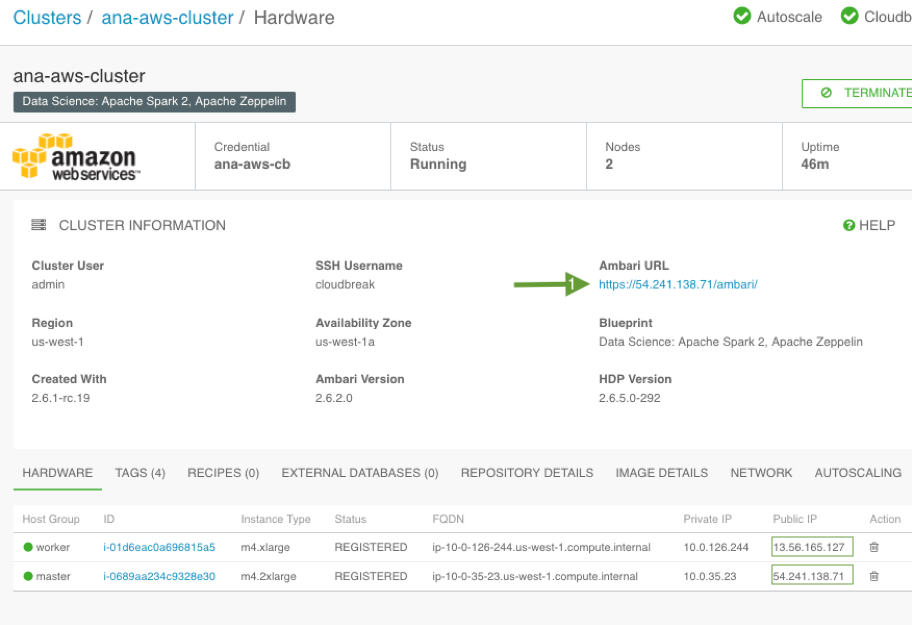 Clusters / ana-aws-cluster / Hardware
Autoscale Cloudb
ana-aws-cluster
Data Science: Apache Spark 2, Apache Zeppelin
TERMINATE
amazon
webservices™
Credential
ana-aws-cb
Status
Running
Nodes
2
Uptime
46m
CLUSTER INFORMATION
HELP
Cluster User
admin
SSH Username
cloudbreak
1
Ambari URL
https://54.241.138.71/ambari/
Region
us-west-1
Availability Zone
us-west-1a
Blueprint
Data Science: Apache Spark 2, Apache Zeppelin
Created With
2.6.1-rc.19
Ambari Version
2.6.2.0
HDP Version
2.6.5.0-292
HARDWARE TAGS (4) RECIPES (0) EXTERNAL DATABASES (0) REPOSITORY DETAILS IMAGE DETAILS NETWORK AUTOSCALING
Host Group ID Instance Type Status FQDN Private IP Public IP Action
worker i-01d6eac0a696815a5 m4.xlarge REGISTERED ip-10-0-126-244.us-west-1.compute.internal 10.0.126.244 13.56.165.127
master i-0689aa234c9328e30 m4.2xlarge REGISTERED ip-10-0-35-23.us-west-1.compute.internal 10.0.35.23 54.241.138.71